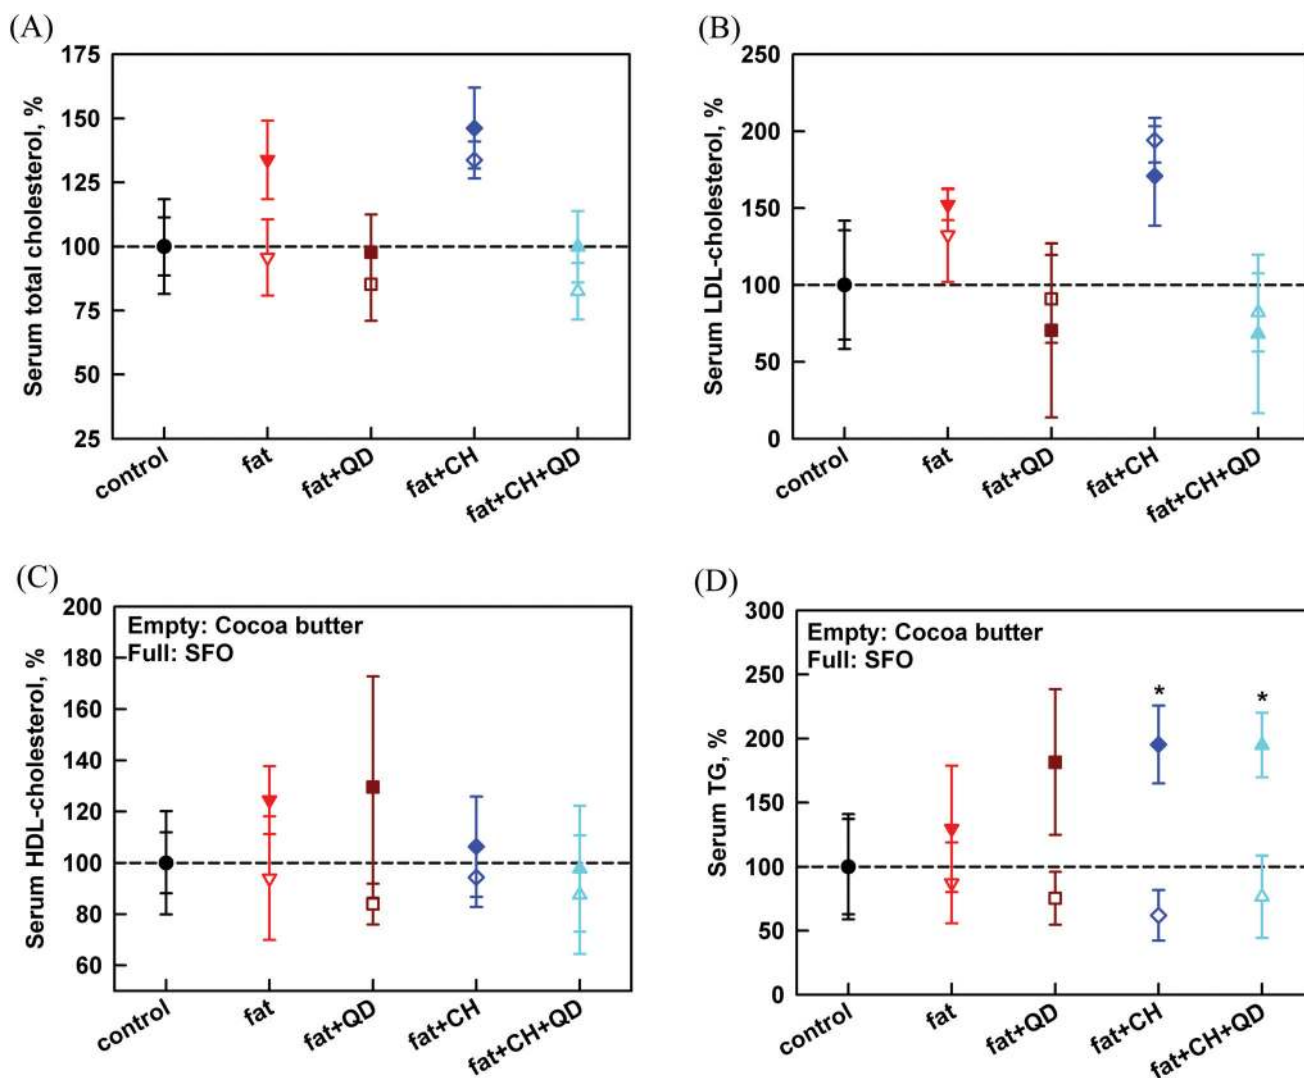 (A)
175
150
125
100
75
50
25
Serum total cholesterol, %
control
fat
fat+QD
fat+CH
fat+CH+QD
(B)
250
200
150
100
50
0
Serum LDL-cholesterol, %
control
fat
fat+QD
fat+CH
fat+CH+QD
(C)
200
180
160
140
120
100
80
60
Serum HDL-cholesterol, %
Empty: Cocoa butter
Full: SFO
control
fat
fat+QD
fat+CH
fat+CH+QD
(D)
300
250
200
150
100
50
0
Serum TG, %
Empty: Cocoa butter
Full: SFO
*
*
control
fat
fat+QD
fat+CH
fat+CH+QD